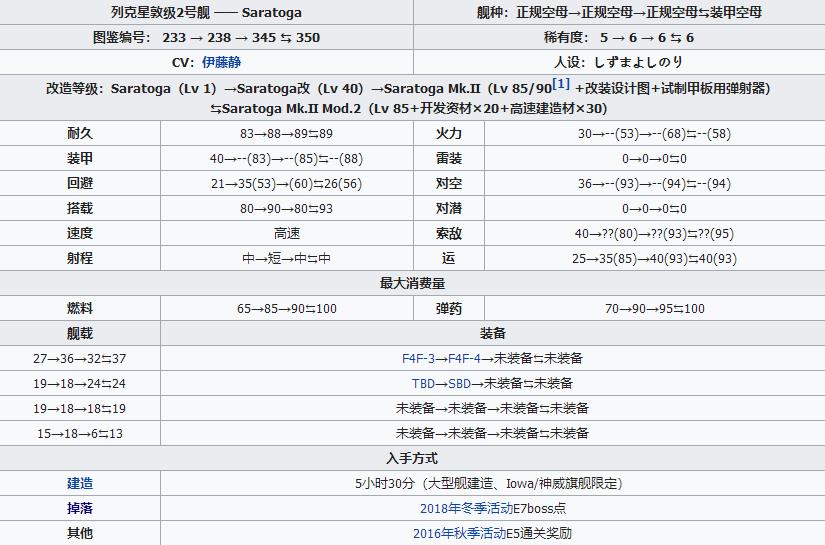 列克星敦级2号舰 —— Saratoga
舰种：正规空母→正规空母→正规空母⇆装甲空母
图鉴编号： 233 → 238 → 345 ⇆ 350
稀有度： 5 → 6 → 6 ⇆ 6
CV：伊藤静
人设：しずまよしのり
改造等级：Saratoga（Lv 1）→Saratoga改（Lv 40）→Saratoga Mk.II（Lv 85/90[1] +改装设计图+试制甲板用弹射器)
⇆Saratoga Mk.II Mod.2（Lv 85+开发资材×20+高速建造材×30）
耐久 83→88→89⇆89 火力 30→--(53)→--(68)⇆--(58)
装甲 40→--(83)→--(85)⇆--(88) 雷装 0→0→0⇆0
回避 21→35(53)→(60)⇆26(56) 对空 36→--(93)→--(94)⇆--(94)
搭载 80→90→80⇆93 对潜 0→0→0⇆0
速度 高速 索敌 40→??(80)→??(93)⇆??(95)
射程 中→短→中⇆中 运 25→35(85)→40(93)⇆40(93)
最大消费量
燃料 65→85→90⇆100 弹药 70→90→95⇆100
舰载 装备
27→36→32⇆37 F4F-3→F4F-4→未装备⇆未装备
19→18→24⇆24 TBD→SBD→未装备⇆未装备
19→18→18⇆19 未装备→未装备→未装备⇆未装备
15→18→6⇆13 未装备→未装备→未装备⇆未装备
入手方式
建造 5小时30分（大型舰建造、Iowa/神威旗舰限定）
掉落 2018年冬季活动E7boss点
其他 2016年秋季活动E5通关奖励